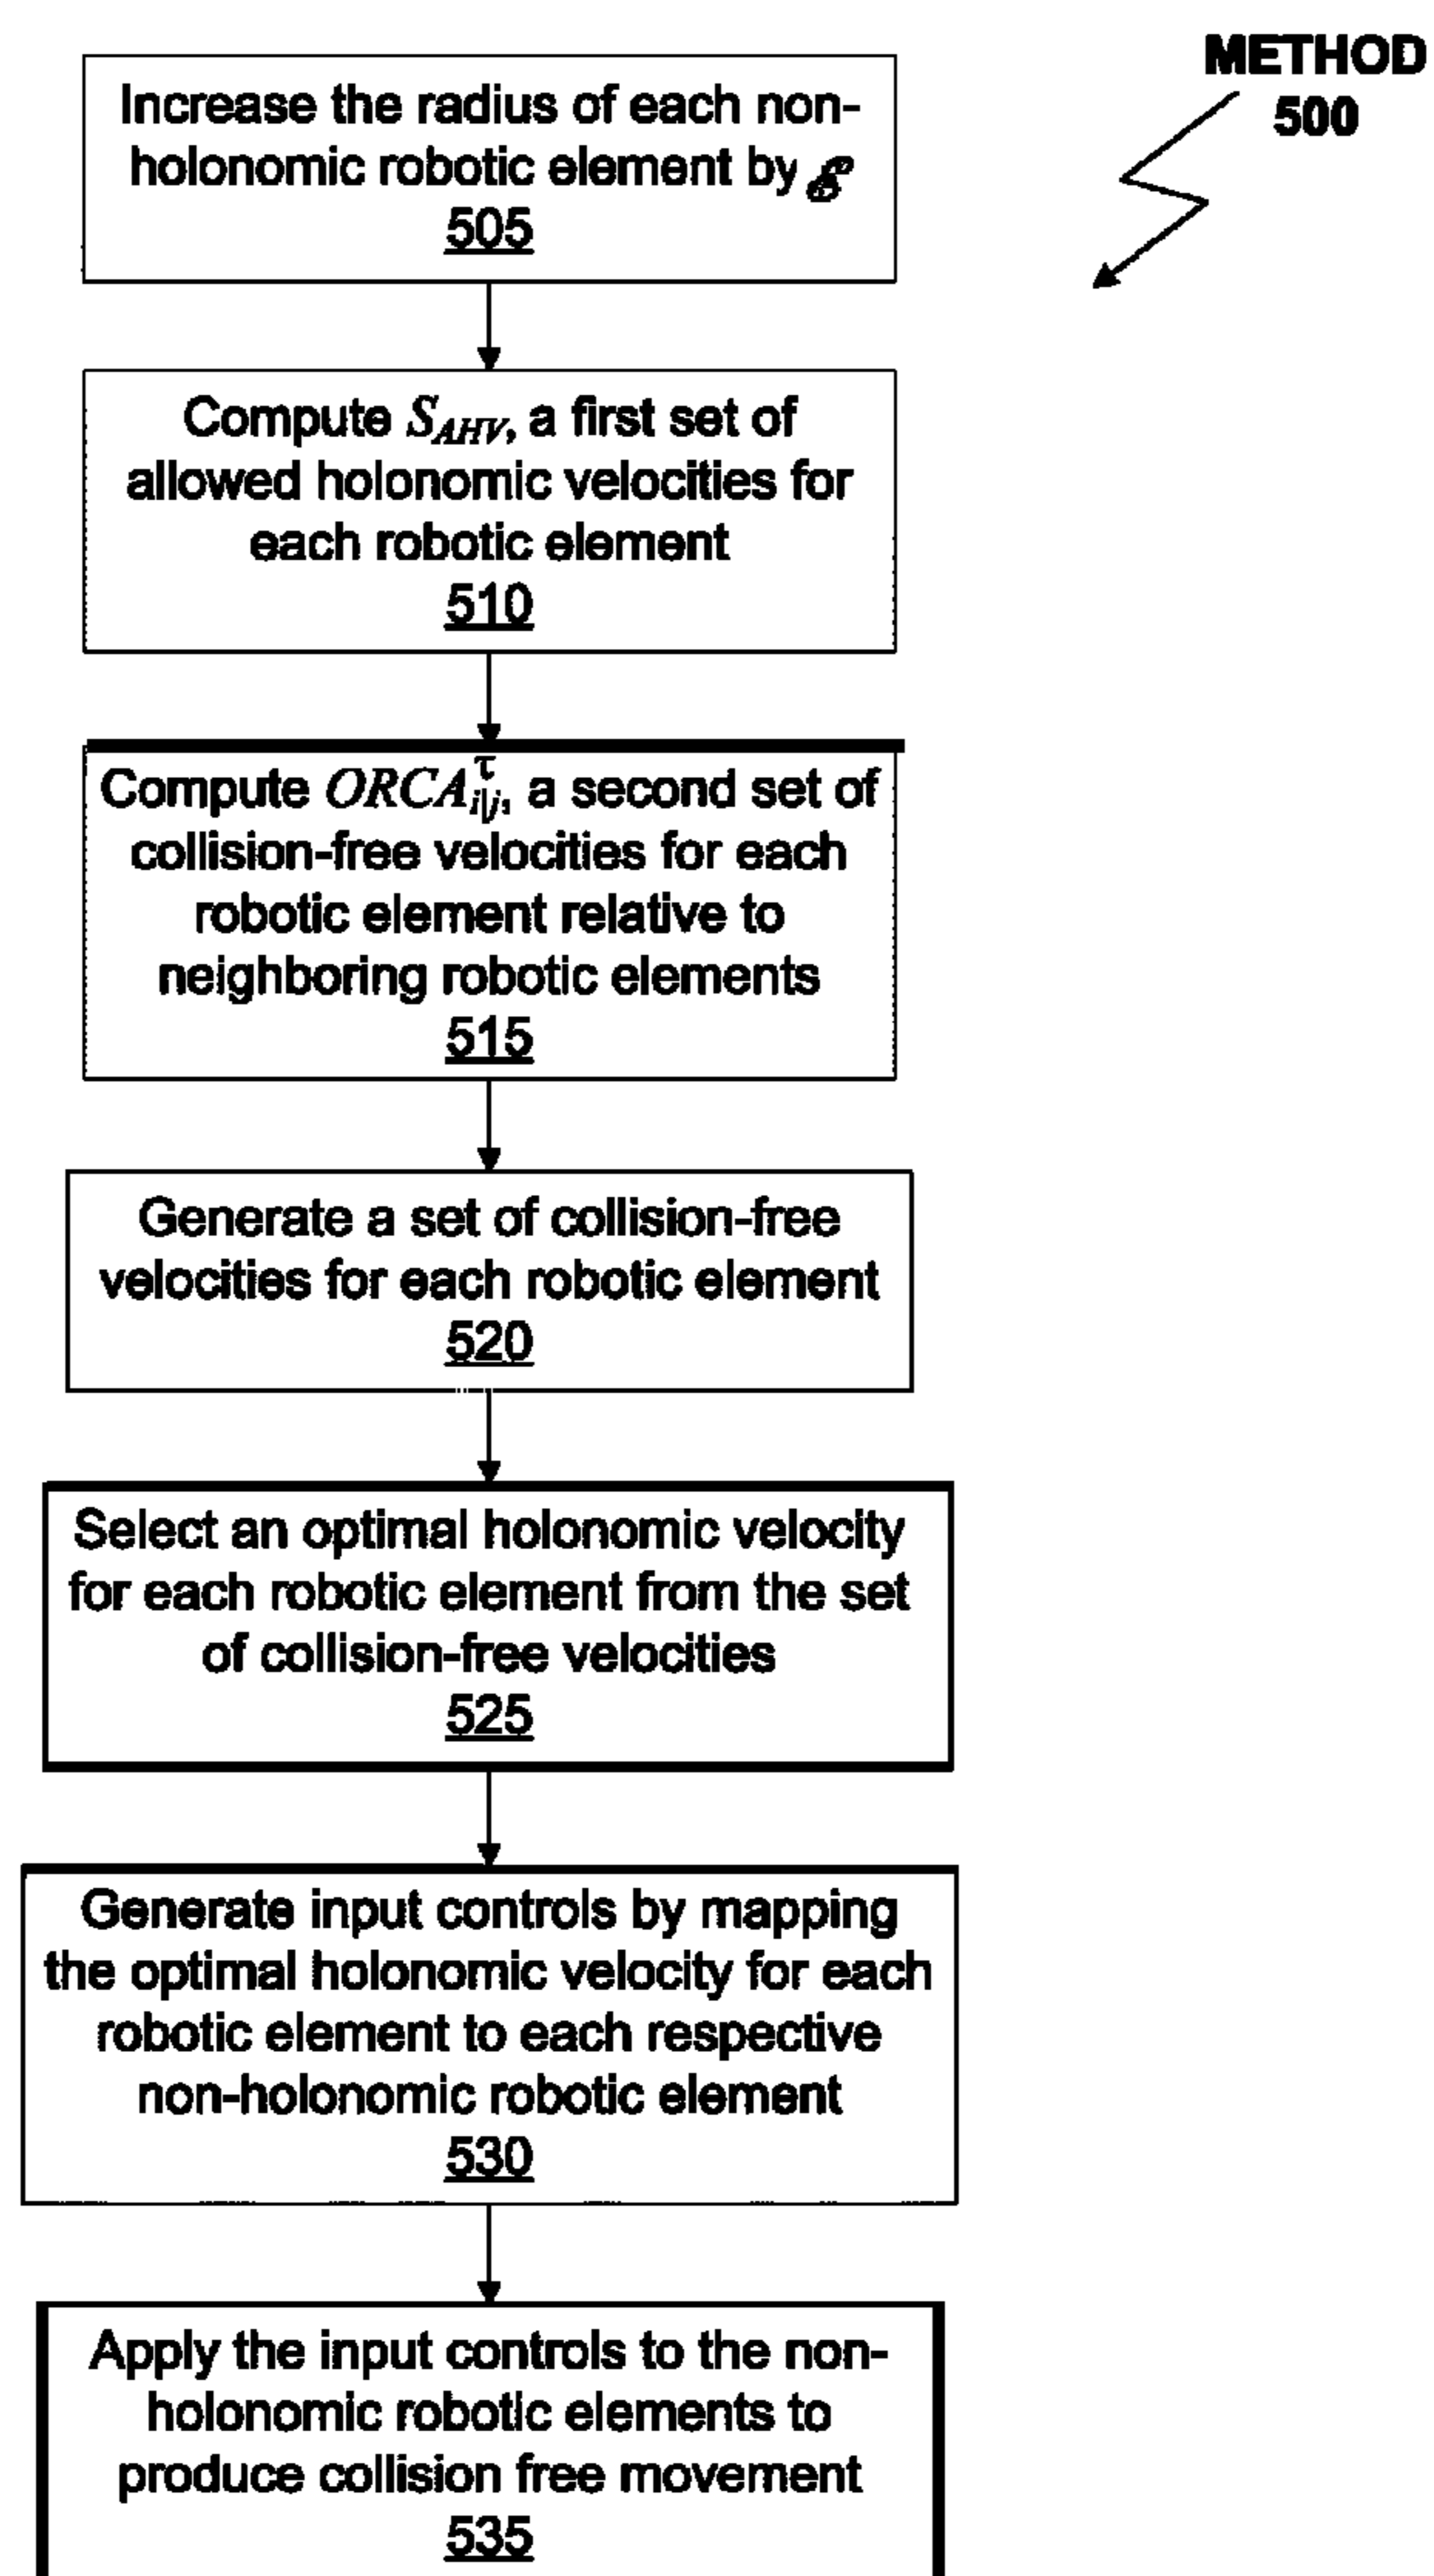 METHOD
500
Increase the radius of each non-
holonomic robotic element by ℰ
505
Compute S_AHV, a first set of
allowed holonomic velocities for
each robotic element
510
Compute ORCA^τ_i|j, a second set of
collision-free velocities for each
robotic element relative to
neighboring robotic elements
515
Generate a set of collision-free
velocities for each robotic element
520
Select an optimal holonomic velocity
for each robotic element from the set
of collision-free velocities
525
Generate input controls by mapping
the optimal holonomic velocity for each
robotic element to each respective
non-holonomic robotic element
530
Apply the input controls to the non-
holonomic robotic elements to
produce collision free movement
535